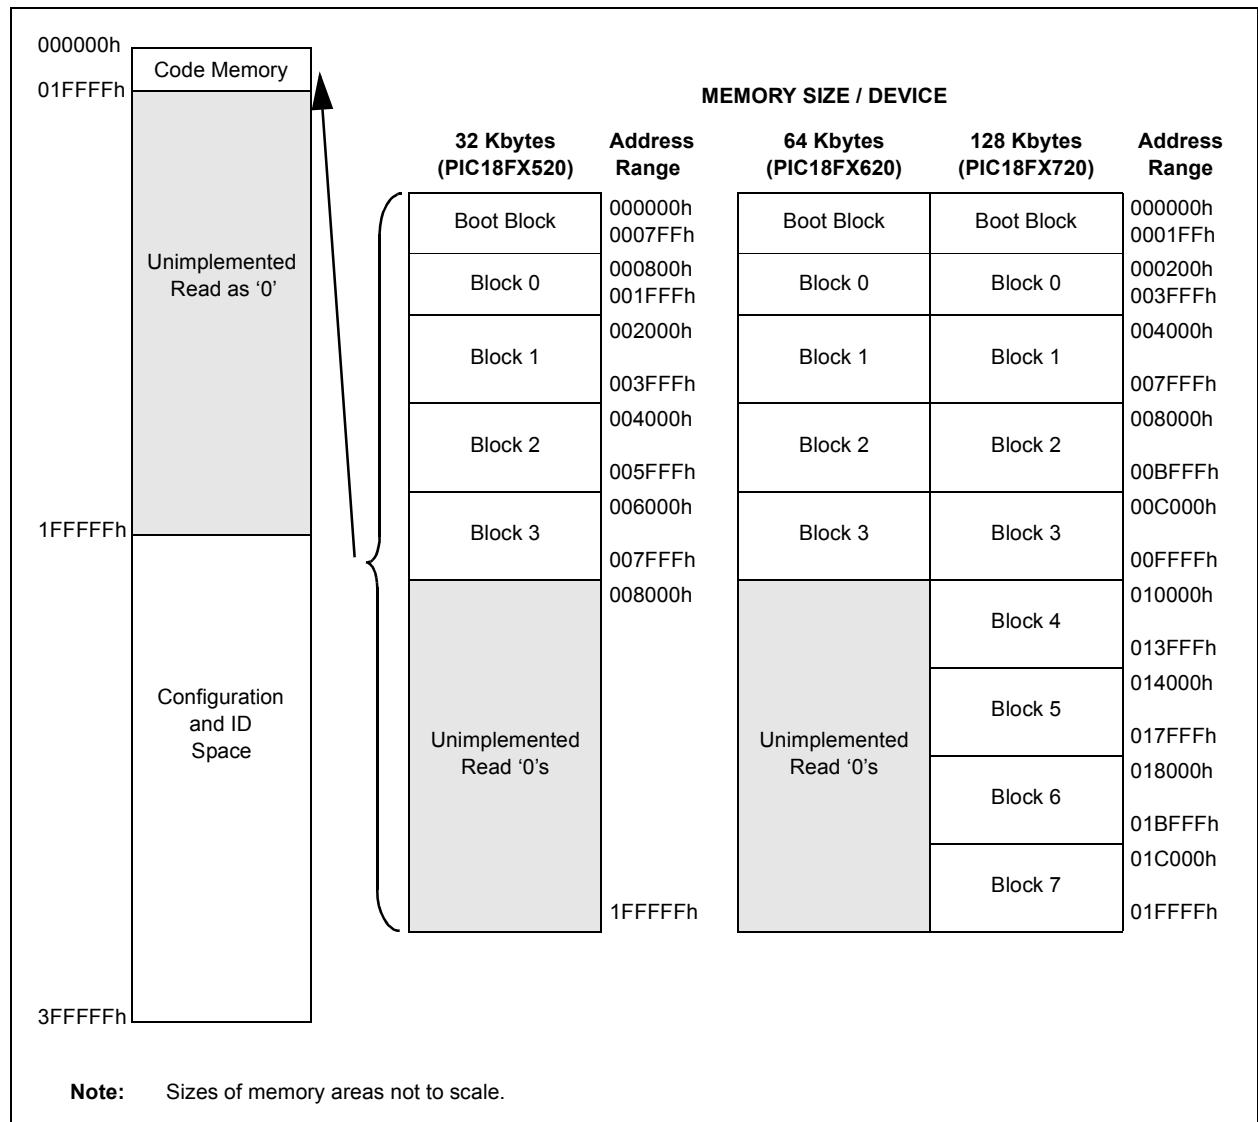 000000h
Code Memory
01FFFFh
Unimplemented
Read as ‘0’
1FFFFFh
Configuration
and ID
Space
3FFFFFh
MEMORY SIZE / DEVICE
32 Kbytes
(PIC18FX520)
Address
Range
64 Kbytes
(PIC18FX620)
128 Kbytes
(PIC18FX720)
Address
Range
Boot Block
000000h
0007FFh
Block 0
000800h
001FFFh
Block 1
002000h
003FFFh
Block 2
004000h
005FFFh
Block 3
006000h
007FFFh
008000h
Unimplemented
Read ‘0’s
1FFFFFh
Boot Block
Block 0
Block 1
Block 2
Block 3
Unimplemented
Read ‘0’s
Boot Block
000000h
0001FFh
Block 0
000200h
003FFFh
Block 1
004000h
007FFFh
Block 2
008000h
00BFFFh
Block 3
00C000h
00FFFFh
Block 4
010000h
013FFFh
Block 5
014000h
017FFFh
Block 6
018000h
01BFFFh
Block 7
01C000h
01FFFFh
Note: Sizes of memory areas not to scale.